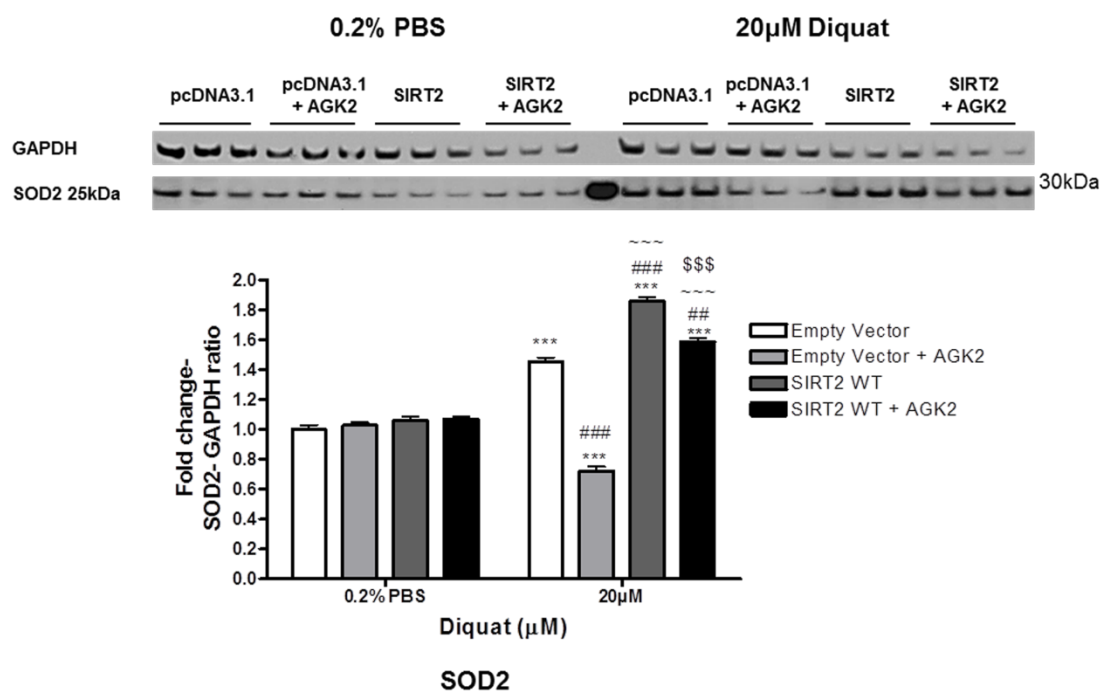 0.2% PBS 20µM Diquat
pcDNA3.1 pcDNA3.1 + AGK2 SIRT2 SIRT2 + AGK2 pcDNA3.1 pcDNA3.1 + AGK2 SIRT2 SIRT2 + AGK2
GAPDH
SOD2 25kDa 30kDa
~~~ 
### $$$
*** ~~~
##
*** ***
###
***
2.0
1.8
1.6
1.4
1.2
1.0
0.8
0.6
0.4
0.2
0.0
Fold change-
SOD2- GAPDH ratio
Empty Vector
Empty Vector + AGK2
SIRT2 WT
SIRT2 WT + AGK2
0.2% PBS 20µM
Diquat (µM)
SOD2